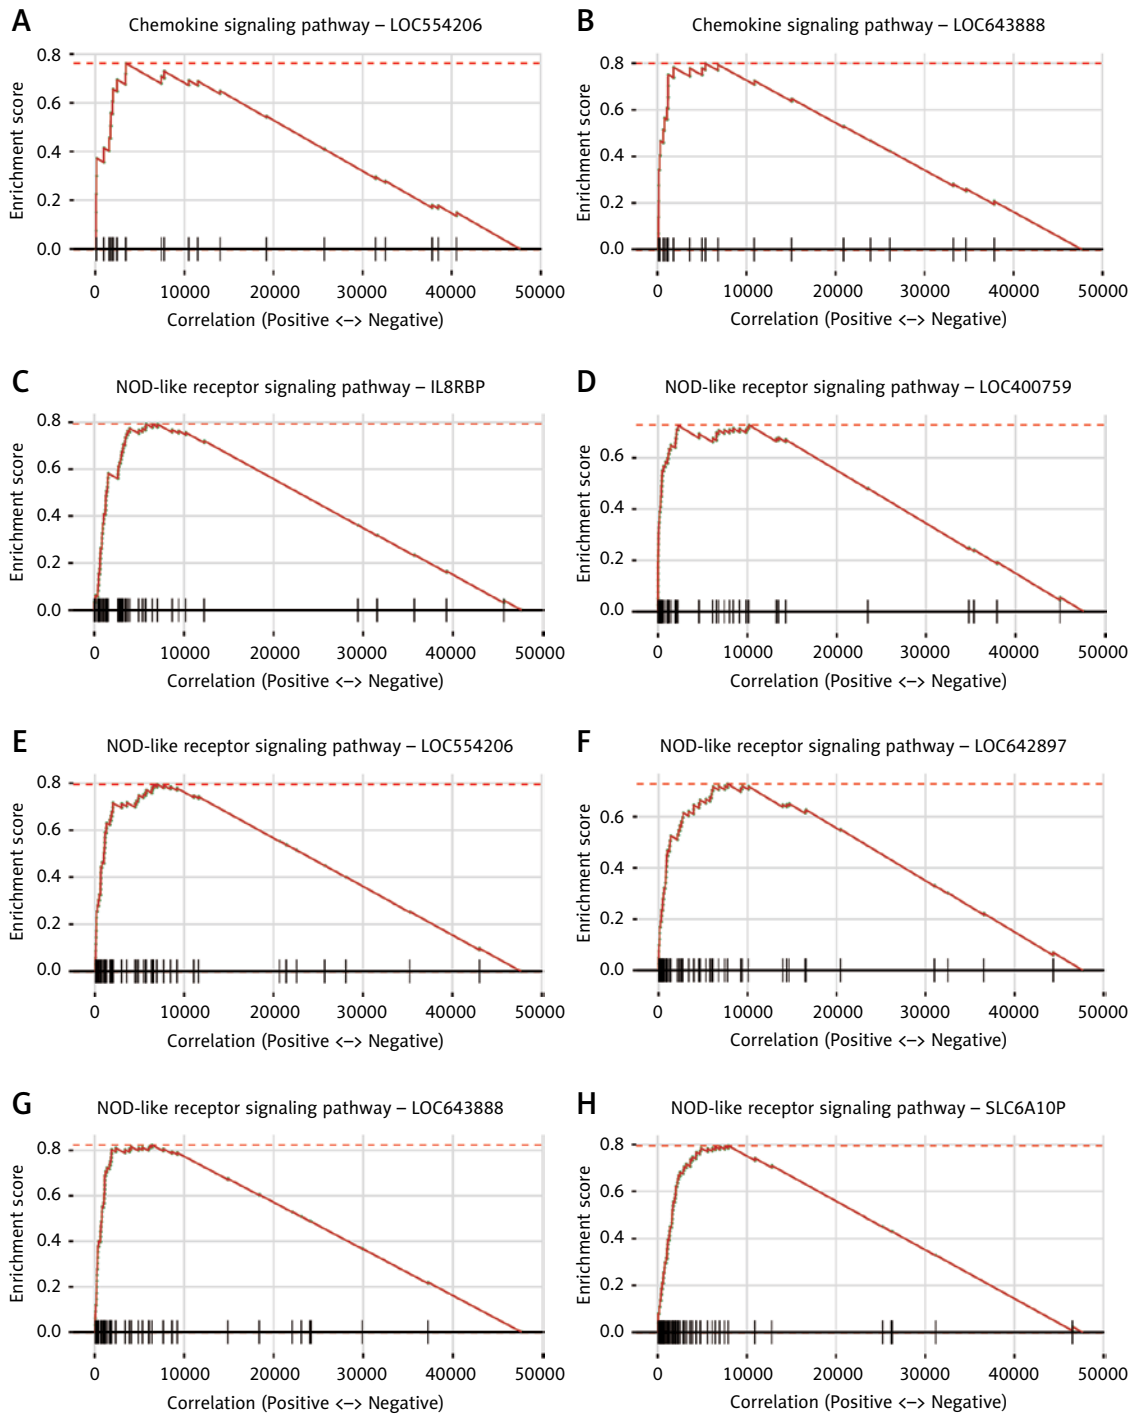 A
Chemokine signaling pathway – LOC554206
Enrichment score
0.8
0.6
0.4
0.2
0.0
0 10000 20000 30000 40000 50000
Correlation (Positive <–> Negative)
B
Chemokine signaling pathway – LOC643888
Enrichment score
0.8
0.6
0.4
0.2
0.0
0 10000 20000 30000 40000 50000
Correlation (Positive <–> Negative)
C
NOD-like receptor signaling pathway – IL8RBP
Enrichment score
0.8
0.6
0.4
0.2
0.0
0 10000 20000 30000 40000 50000
Correlation (Positive <–> Negative)
D
NOD-like receptor signaling pathway – LOC400759
Enrichment score
0.6
0.4
0.2
0.0
0 10000 20000 30000 40000 50000
Correlation (Positive <–> Negative)
E
NOD-like receptor signaling pathway – LOC554206
Enrichment score
0.8
0.6
0.4
0.2
0.0
0 10000 20000 30000 40000 50000
Correlation (Positive <–> Negative)
F
NOD-like receptor signaling pathway – LOC642897
Enrichment score
0.6
0.4
0.2
0.0
0 10000 20000 30000 40000 50000
Correlation (Positive <–> Negative)
G
NOD-like receptor signaling pathway – LOC643888
Enrichment score
0.8
0.6
0.4
0.2
0.0
0 10000 20000 30000 40000 50000
Correlation (Positive <–> Negative)
H
NOD-like receptor signaling pathway – SLC6A10P
Enrichment score
0.8
0.6
0.4
0.2
0.0
0 10000 20000 30000 40000 50000
Correlation (Positive <–> Negative)